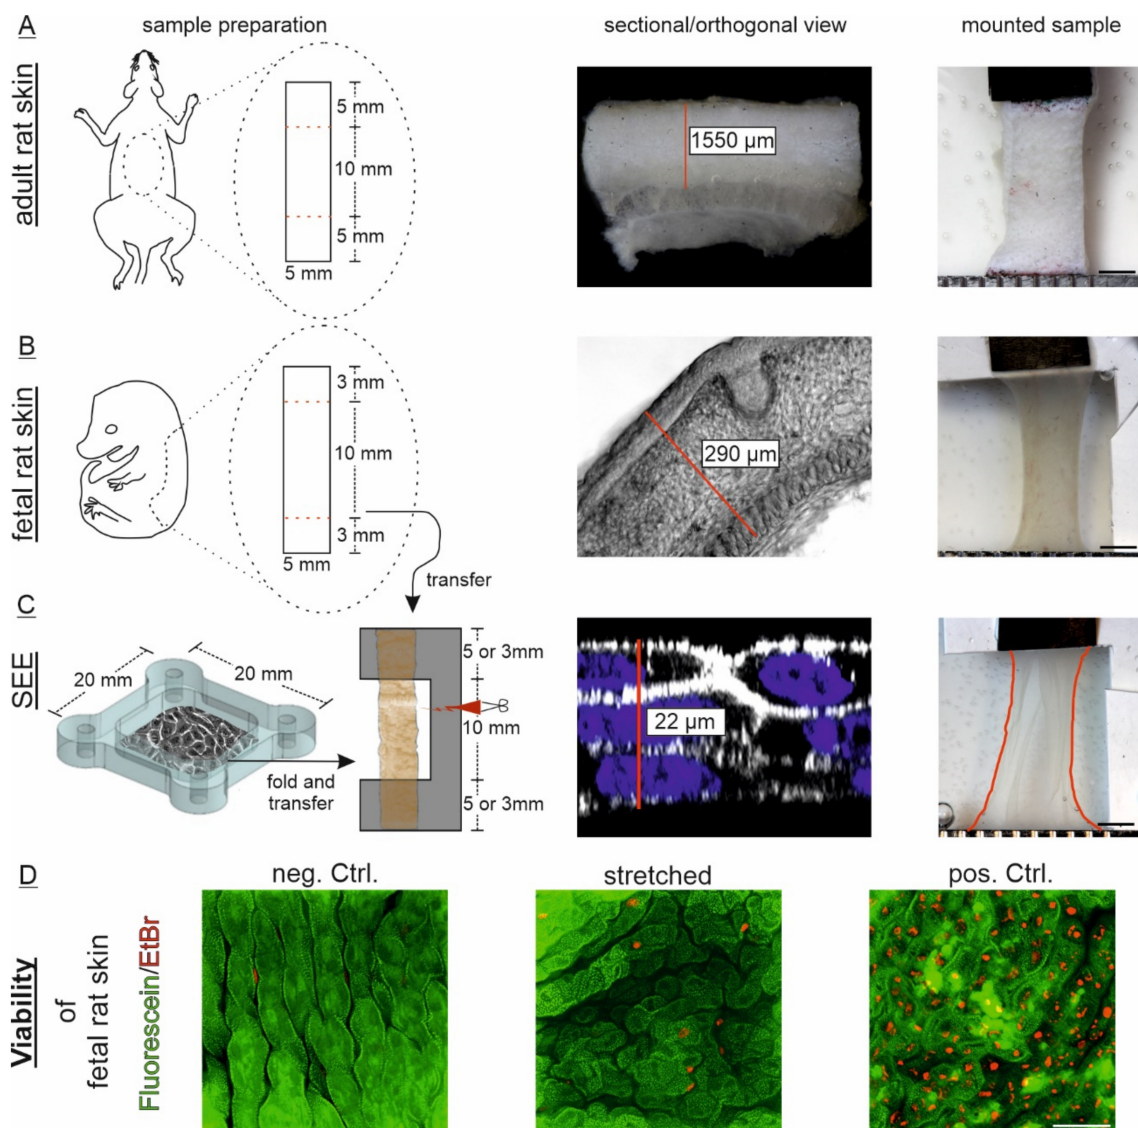 A
sample preparation
sectional/orthogonal view
mounted sample
adult rat skin
5 mm
10 mm
5 mm
5 mm
1550 µm
B
fetal rat skin
3 mm
10 mm
3 mm
5 mm
290 µm
transfer
C
SEE
20 mm
20 mm
fold and
transfer
5 or 3mm
10 mm
5 or 3mm
22 µm
D
neg. Ctrl.
stretched
pos. Ctrl.
Viability
of
fetal rat skin
Fluorescein/EtBr